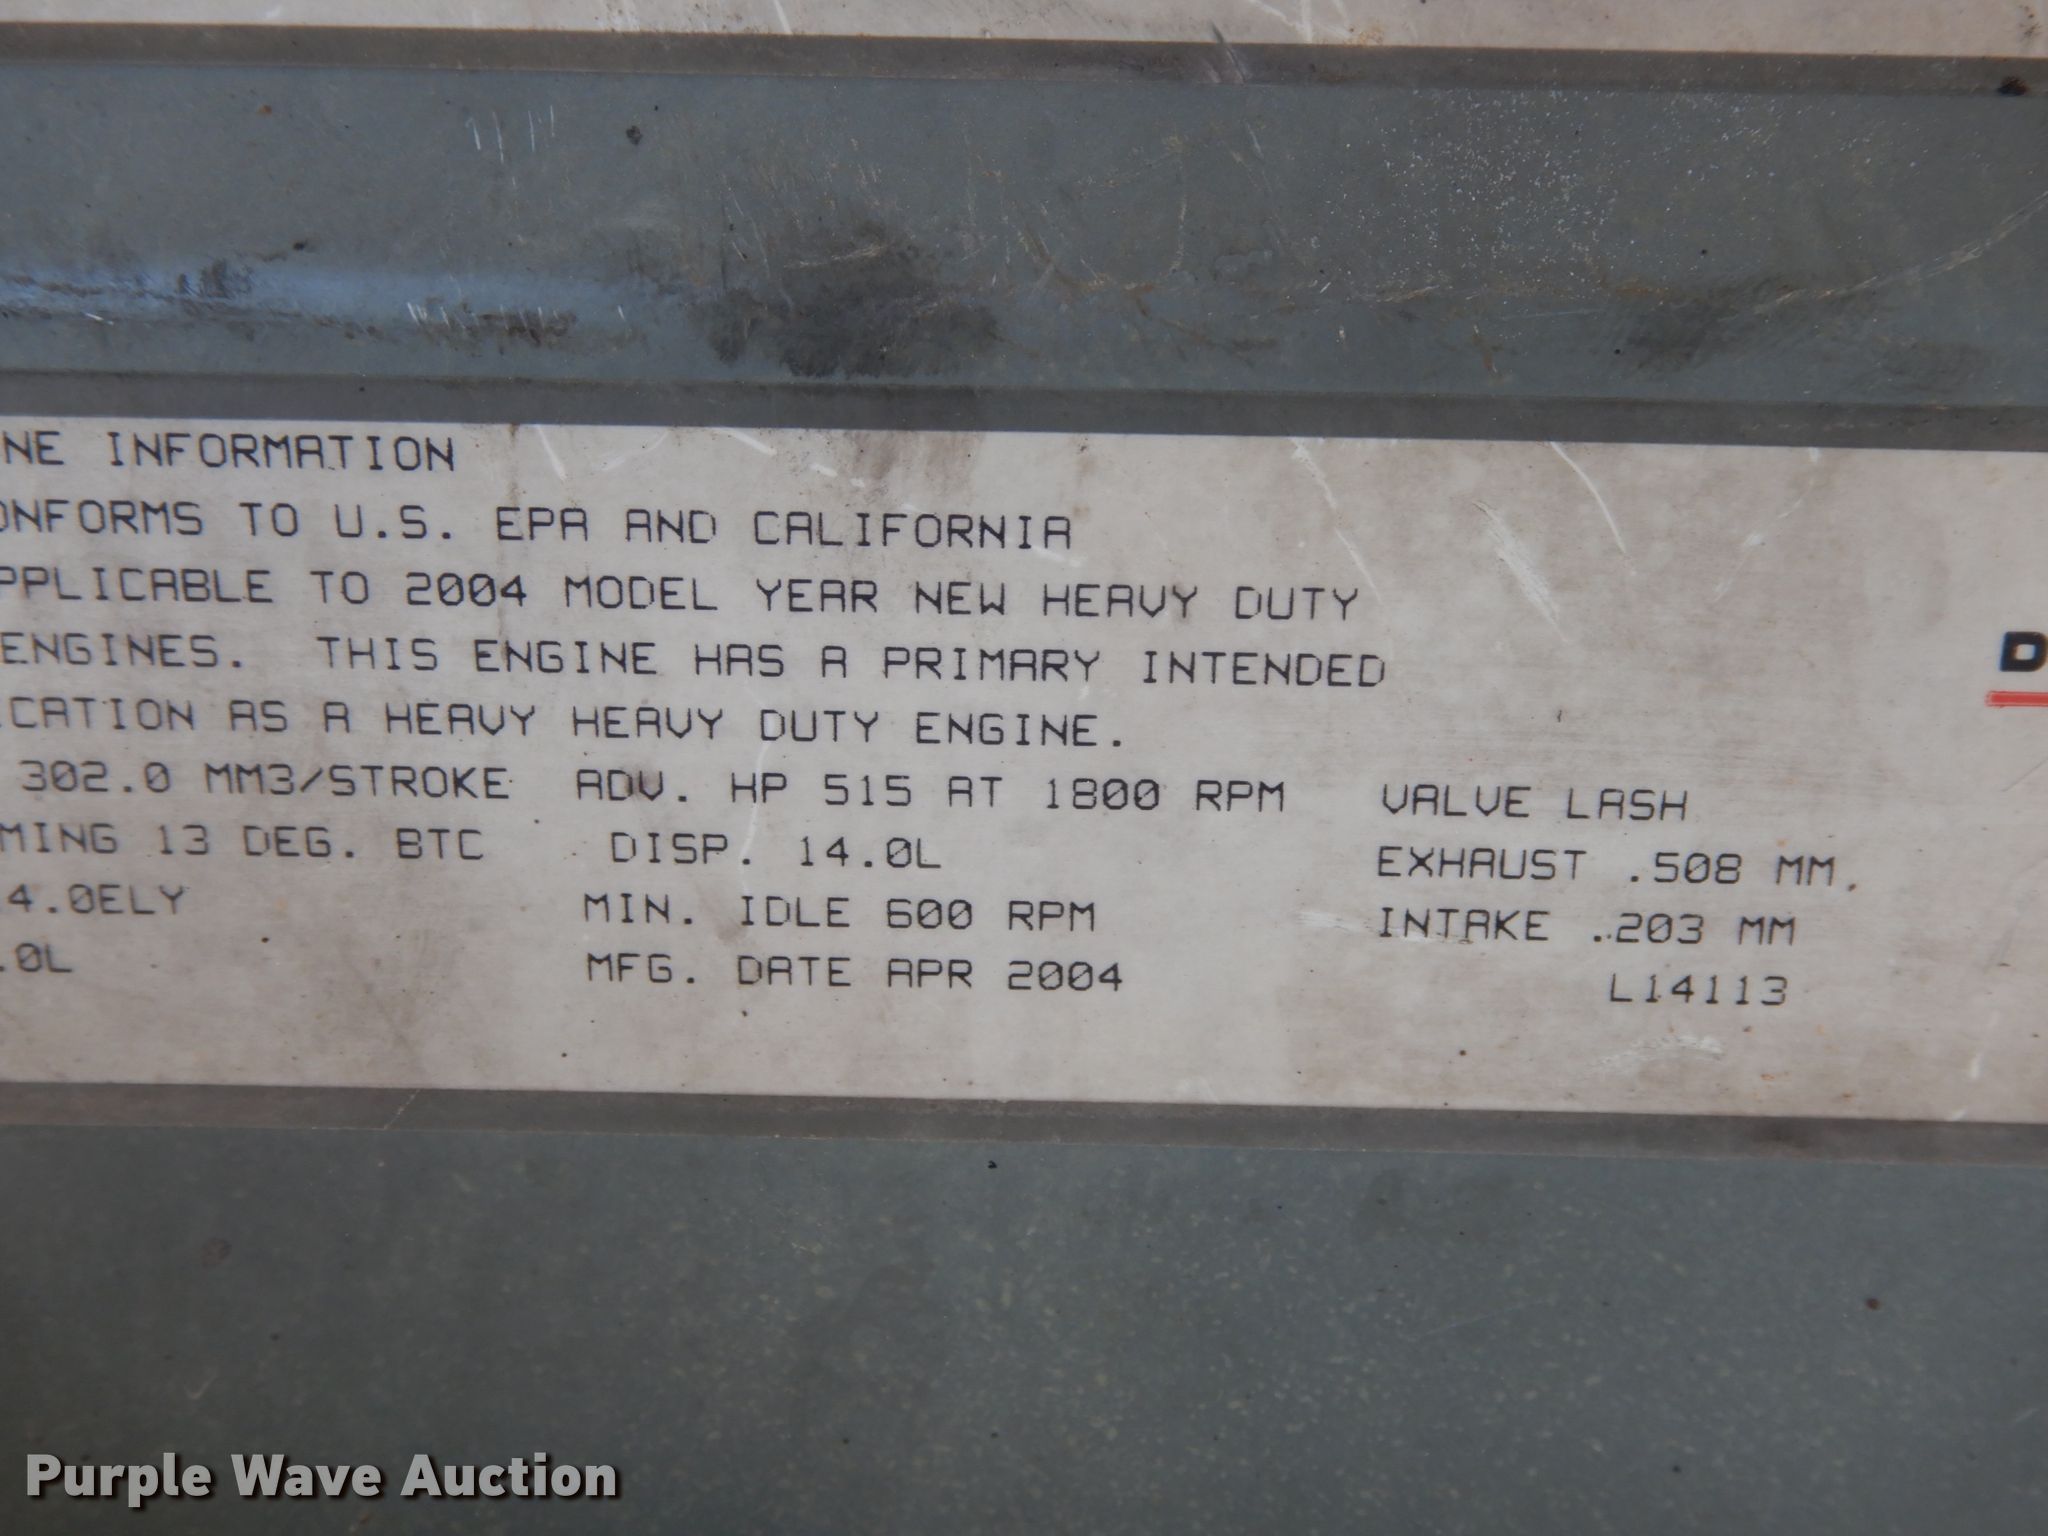 NE INFORMATION
ONFORMS TO U.S. EPA AND CALIFORNIA
PPLICABLE TO 2004 MODEL YEAR NEW HEAVY DUTY
ENGINES. THIS ENGINE HAS A PRIMARY INTENDED
ICATION AS A HEAVY HEAVY DUTY ENGINE.
302.0 MM3/STROKE ADV. HP 515 AT 1800 RPM VALVE LASH
MING 13 DEG. BTC DISP. 14.0L EXHAUST .508 MM.
4.0ELY MIN. IDLE 600 RPM INTAKE .203 MM
.0L MFG. DATE APR 2004 L14113
D
Purple Wave Auction